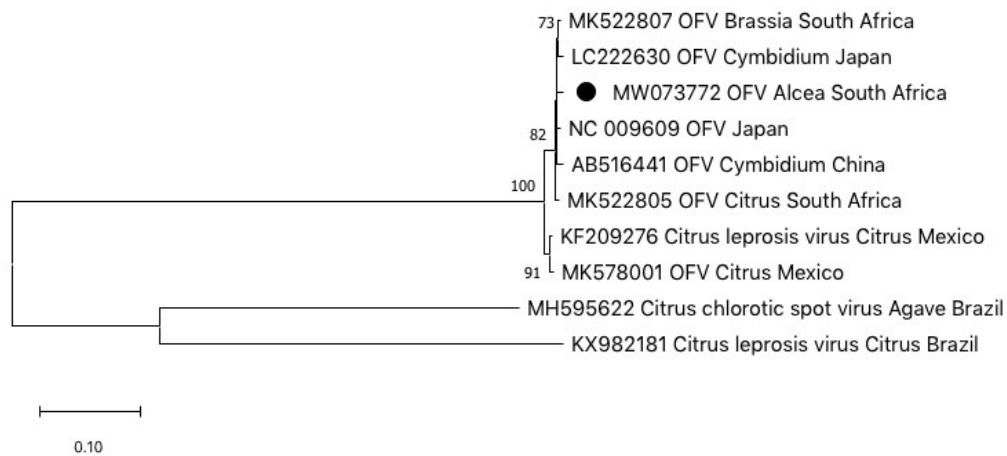 73
MK522807 OFV Brassia South Africa
LC222630 OFV Cymbidium Japan
MW073772 OFV Alcea South Africa
NC 009609 OFV Japan
82
AB516441 OFV Cymbidium China
100
MK522805 OFV Citrus South Africa
KF209276 Citrus leprosis virus Citrus Mexico
91
MK578001 OFV Citrus Mexico
MH595622 Citrus chlorotic spot virus Agave Brazil
KX982181 Citrus leprosis virus Citrus Brazil
0.10